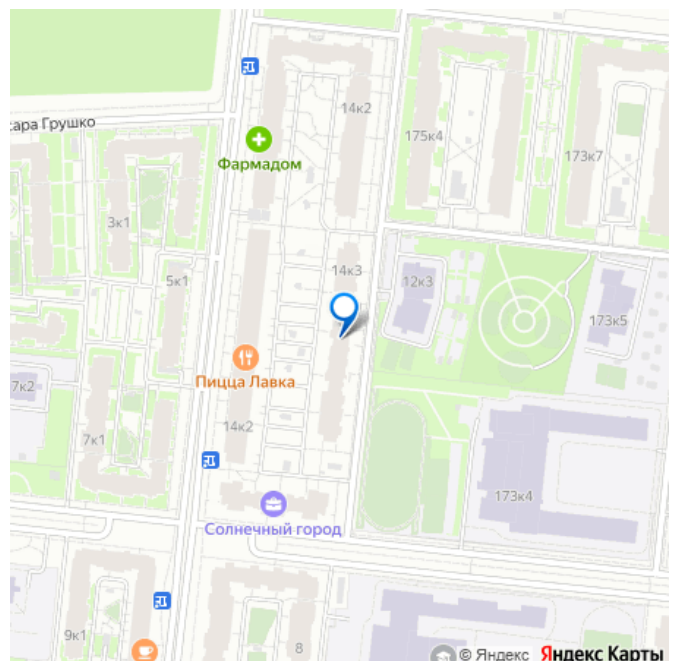 14к2
175к4
сара Грушко
173к7
Фармадом
3к1
14к3
5к1
12к3
173к5
Пицца Лавка
7к2
14к2
7к1
173к4
Солнечный город
9к1
8
© Яндекс Яндекс Карты